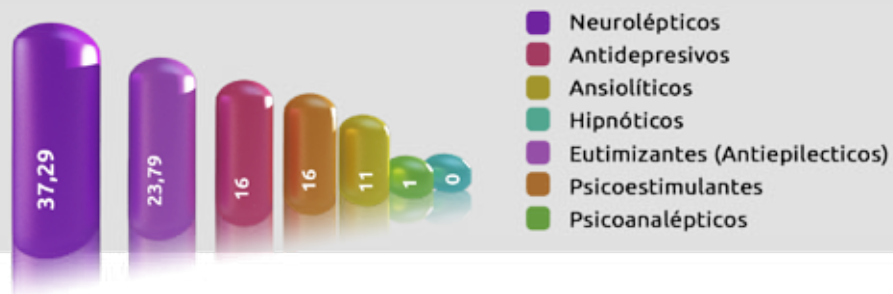 37,29
23,79
16
16
11
1
0
Neurolépticos
Antidepresivos
Ansiolíticos
Hipnóticos
Eutimizantes (Antiepilecticos)
Psicoestimulantes
Psicoanalépticos